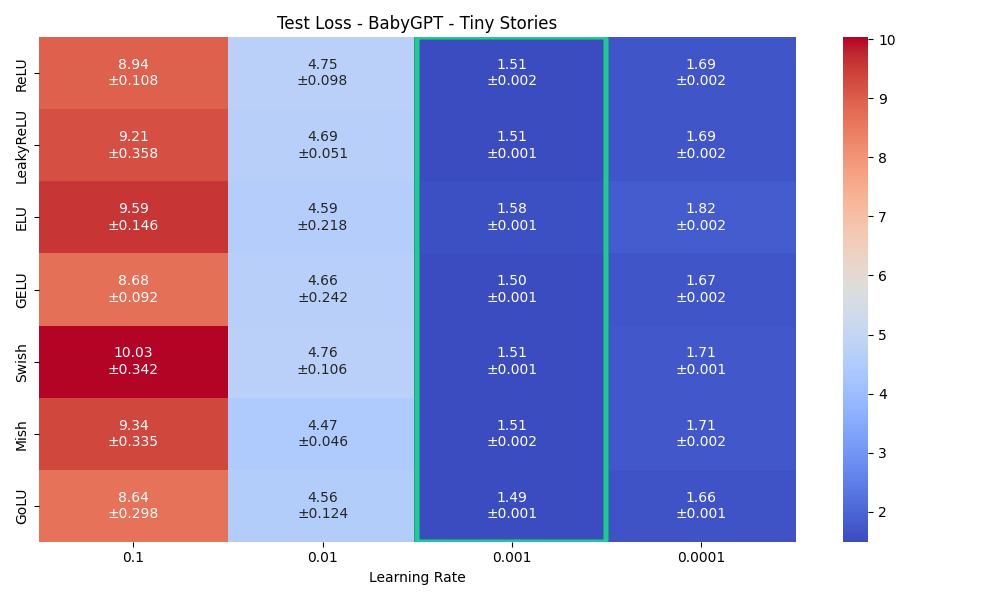 Test Loss - BabyGPT - Tiny Stories
ReLU
8.94 4.75 1.51 1.69
±0.108 ±0.098 ±0.002 ±0.002
LeakyReLU
9.21 4.69 1.51 1.69
±0.358 ±0.051 ±0.001 ±0.002
ELU
9.59 4.59 1.58 1.82
±0.146 ±0.218 ±0.001 ±0.002
GELU
8.68 4.66 1.50 1.67
±0.092 ±0.242 ±0.001 ±0.002
Swish
10.03 4.76 1.51 1.71
±0.342 ±0.106 ±0.001 ±0.001
Mish
9.34 4.47 1.51 1.71
±0.335 ±0.046 ±0.002 ±0.002
GoLU
8.64 4.56 1.49 1.66
±0.298 ±0.124 ±0.001 ±0.001
0.1 0.01 0.001 0.0001
Learning Rate
10
9
8
7
6
5
4
3
2